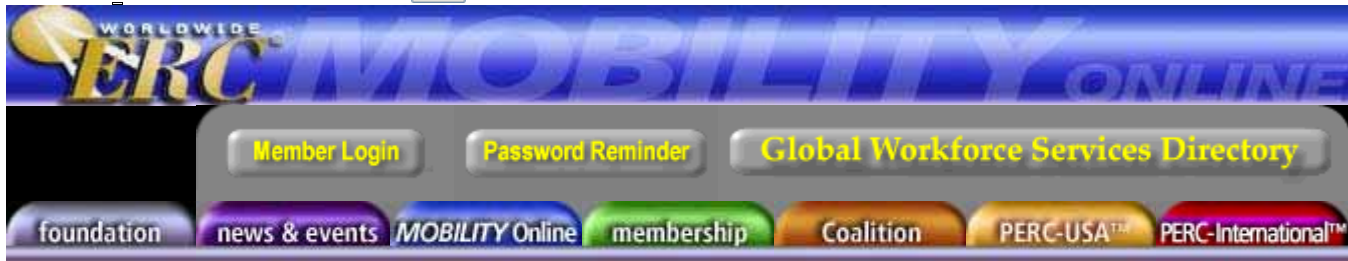 WORLDWIDE
ERC® MOBILITY ONLINE
Member Login Password Reminder Global Workforce Services Directory
foundation news & events MOBILITY Online membership Coalition PERC-USA™ PERC-International™